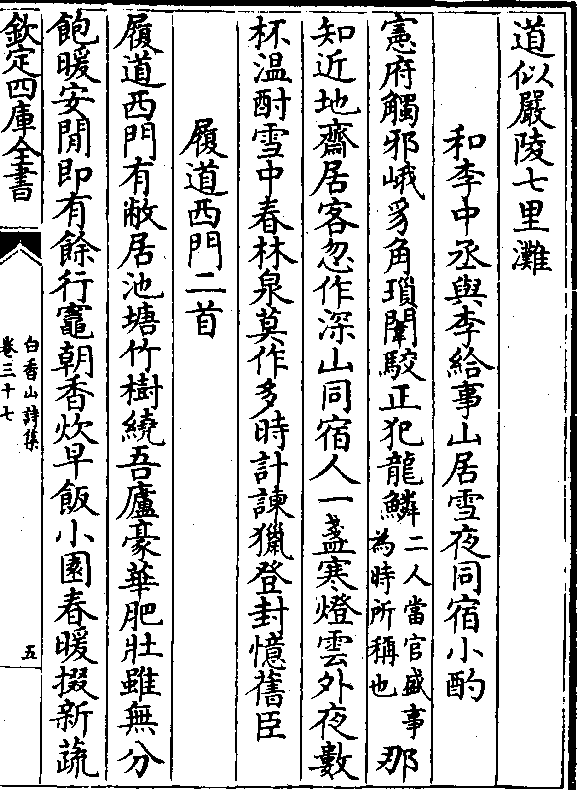 道似嚴陵七里灘
和李中丞與李給事山居雪夜同宿小酌
憲府觸邪峨豸角瑣闈駮正犯龍鱗二人當官盛事為時所稱也那
知近地齋居客忽作深山同宿人一盞寒燈雲外夜數
杯温酎雪中春林泉莫作多時計諫獵登封憶舊臣
履道西門二首
履道西門有敝居池塘竹樹繞吾廬豪華肥壯雖無分
飽暖安閒即有餘行竈朝香炊早飯小園春暖掇新蔬
欽定四庫全書
白香山詩集
卷三十七
五